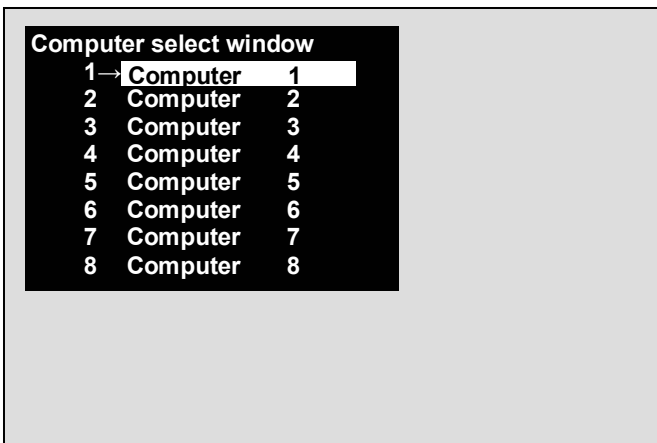 Computer select window
1→ Computer 1
2 Computer 2
3 Computer 3
4 Computer 4
5 Computer 5
6 Computer 6
7 Computer 7
8 Computer 8